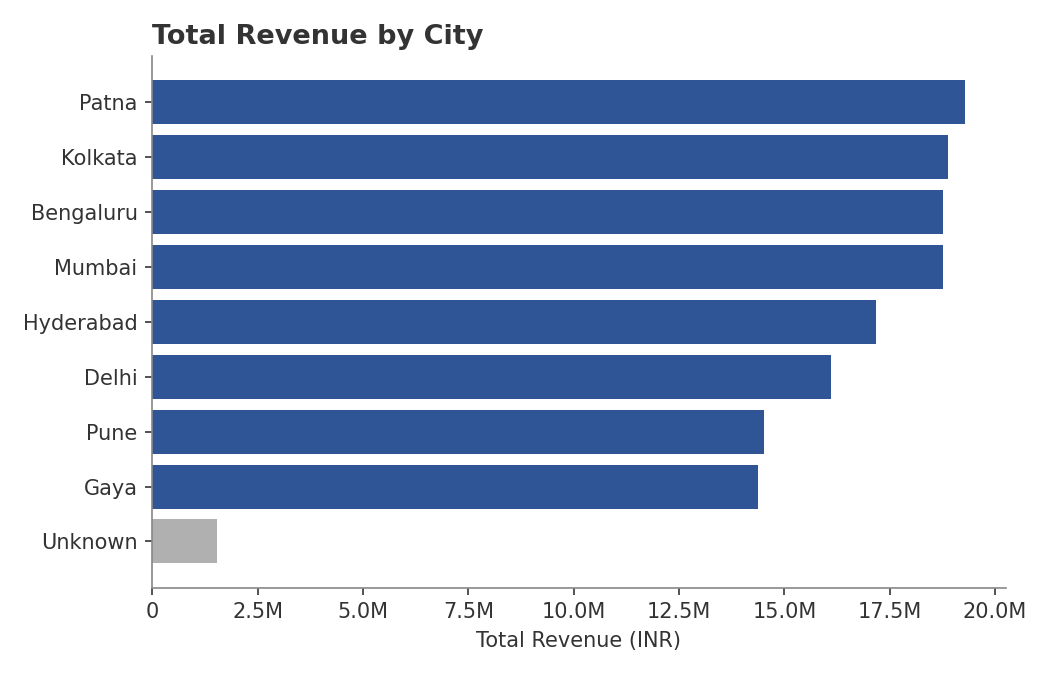 Total Revenue by City
Patna
Kolkata
Bengaluru
Mumbai
Hyderabad
Delhi
Pune
Gaya
Unknown
0 2.5M 5.0M 7.5M 10.0M 12.5M 15.0M 17.5M 20.0M
Total Revenue (INR)